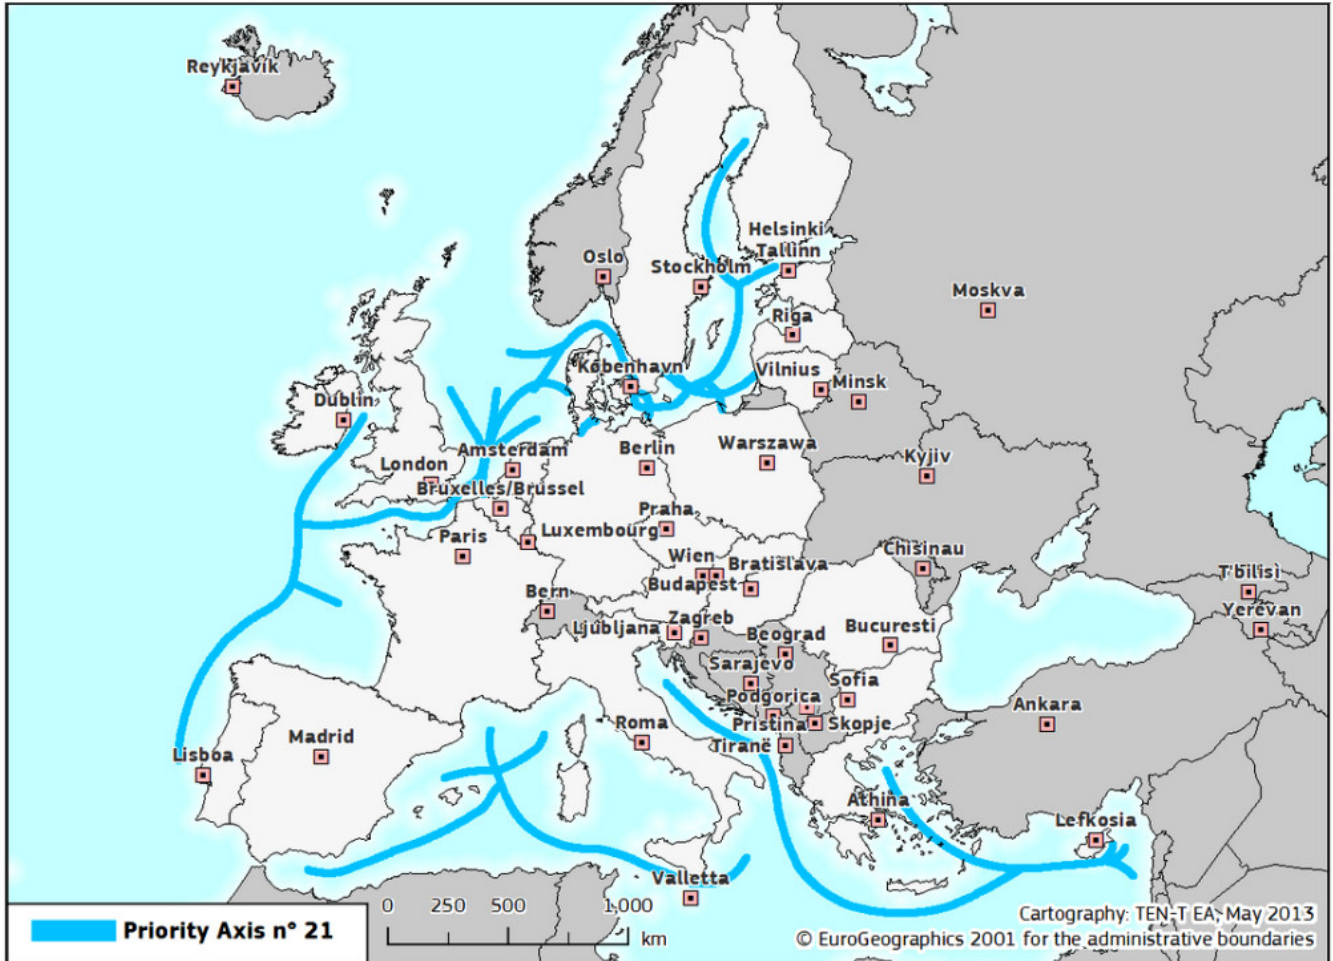 Reykjavik
Helsinki
Tallinn
Oslo
Stockholm
Moskva
Riga
København
Vilnius
Minsk
Dublin
Amsterdam
Berlin
Warszawa
London
Kyjiv
Bruxelles/Brussel
Praha
Paris
Luxembourg
Chisinau
Wien
Bratislava
Budapest
T'bilisi
Bern
Yerevan
Ljubljana
Zagreb
Beograd
Bucuresti
Sarajevo
Sofia
Podgorica
Ankara
Roma
Pristina
Skopje
Madrid
Tiranë
Lisboa
Athina
Lefkosia
Valletta
0 250 500 1,000
km
Priority Axis n° 21
Cartography: TEN-T EA, May 2013
© EuroGeographics 2001 for the administrative boundaries